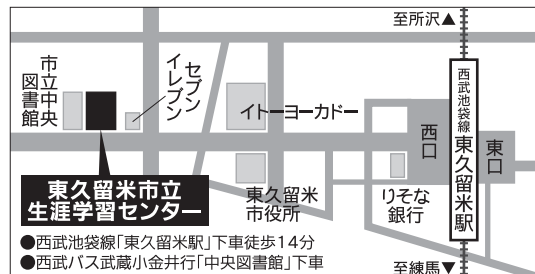 至所沢▲
市立中央
図書館
セブン
イレブン
イトーヨーカドー
西口
西武池袋線
東久留米駅
東口
東久留米市立
生涯学習センター
東久留米
市役所
りそな
銀行
●西武池袋線「東久留米駅」下車徒歩14分
●西武バス武蔵小金井行「中央図書館」下車
至練馬▼